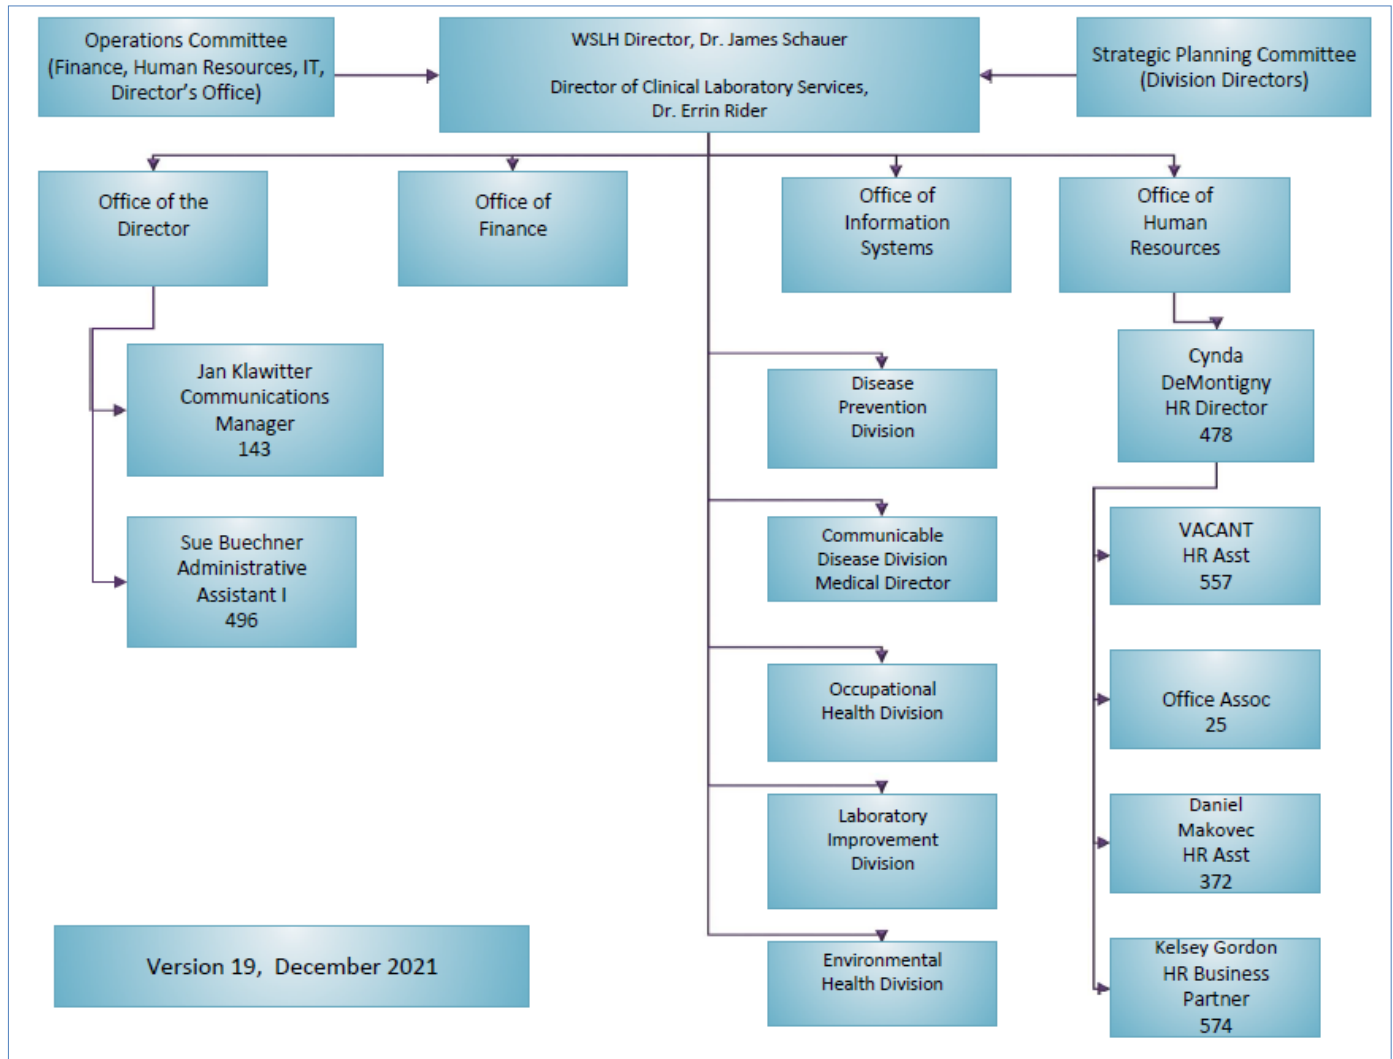 Operations Committee
(Finance, Human Resources, IT,
Director's Office)
WSLH Director, Dr. James Schauer
Director of Clinical Laboratory Services,
Dr. Errin Rider
Strategic Planning Committee
(Division Directors)
Office of the
Director
Office of
Finance
Office of
Information
Systems
Office of
Human
Resources
Jan Klawitter
Communications
Manager
143
Sue Buechner
Administrative
Assistant I
496
Disease
Prevention
Division
Communicable
Disease Division
Medical Director
Occupational
Health Division
Laboratory
Improvement
Division
Environmental
Health Division
Cynda
DeMontigny
HR Director
478
VACANT
HR Asst
557
Office Assoc
25
Daniel
Makovec
HR Asst
372
Kelsey Gordon
HR Business
Partner
574
Version 19, December 2021